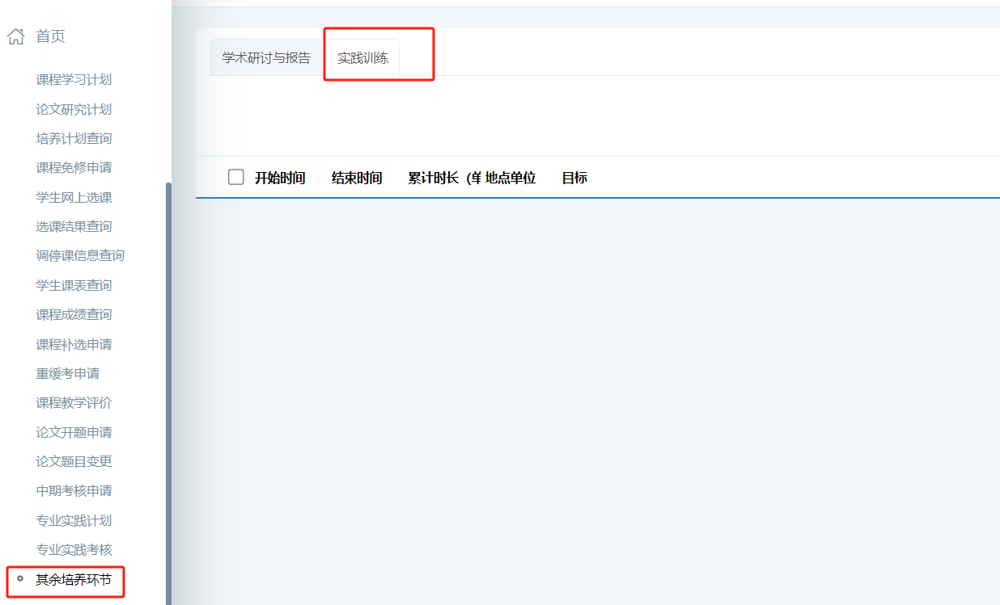 首页
课程学习计划
论文研究计划
培养计划查询
课程免修申请
学生网上选课
选课结果查询
调停课信息查询
学生课表查询
课程成绩查询
课程补选申请
重缓考申请
课程教学评价
论文开题申请
论文题目变更
中期考核申请
专业实践计划
专业实践考核
其余培养环节
学术研讨与报告 实践训练
开始时间 结束时间 累计时长（单 地点单位 目标